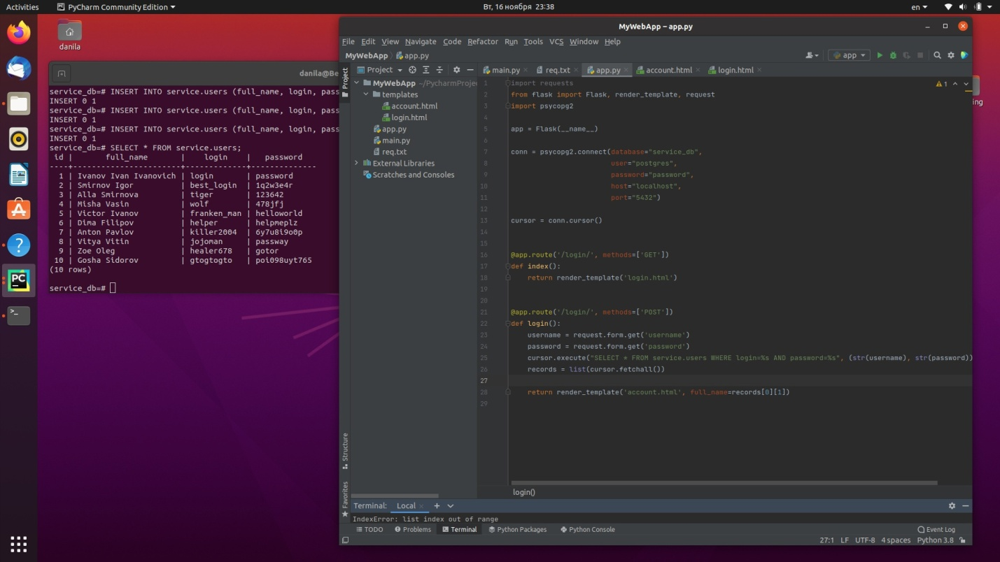 Activities
PyCharm Community Edition
Вт, 16 ноября 23:38
en
danila
danila@Be
service_db=# INSERT INTO service.users (full_name, login, pass
INSERT 0 1
service_db=# INSERT INTO service.users (full_name, login, pass
INSERT 0 1
service_db=# INSERT INTO service.users (full_name, login, pass
INSERT 0 1
service_db=# SELECT * FROM service.users;
id | full_name | login | password
----+-----------------------+-------------+--------------
1 | Ivanov Ivan Ivanovich | login | password
2 | Smirnov Igor | best_login | 1q2w3e4r
3 | Alla Smirnova | tiger | 123642
4 | Misha Vasin | wolf | 478jfj
5 | Victor Ivanov | franken_man | helloworld
6 | Dima Filipov | helper | helpmeplz
7 | Anton Pavlov | killer2004 | 6y7u8i9o0p
8 | Vitya Vitin | jojoman | passway
9 | Zoe Oleg | healer678 | gotor
10 | Gosha Sidorov | gtogtogto | poi098uyt765
(10 rows)
service_db=#
MyWebApp – app.py
File Edit View Navigate Code Refactor Run Tools VCS Window Help
MyWebApp app.py
app
Project
Project
main.py req.txt app.py account.html login.html
MyWebApp ~/PycharmProje
templates
account.html
login.html
app.py
main.py
req.txt
External Libraries
Scratches and Consoles
1 import requests
2 from flask import Flask, render_template, request
3 import psycopg2
4
5 app = Flask(__name__)
6
7 conn = psycopg2.connect(database="service_db",
8 user="postgres",
9 password="password",
10 host="localhost",
11 port="5432")
12
13 cursor = conn.cursor()
14
15
16 @app.route('/login/', methods=['GET'])
17 def index():
18 return render_template('login.html')
19
20
21 @app.route('/login/', methods=['POST'])
22 def login():
23 username = request.form.get('username')
24 password = request.form.get('password')
25 cursor.execute("SELECT * FROM service.users WHERE login=%s AND password=%s", (str(username), str(password))
26 records = list(cursor.fetchall())
27
28 return render_template('account.html', full_name=records[0][1])
29
1
ing
Structure
Favorites
login()
Terminal: Local
IndexError: list index out of range
TODO Problems Terminal Python Packages Python Console
Event Log
27:1 LF UTF-8 4 spaces Python 3.8
PC